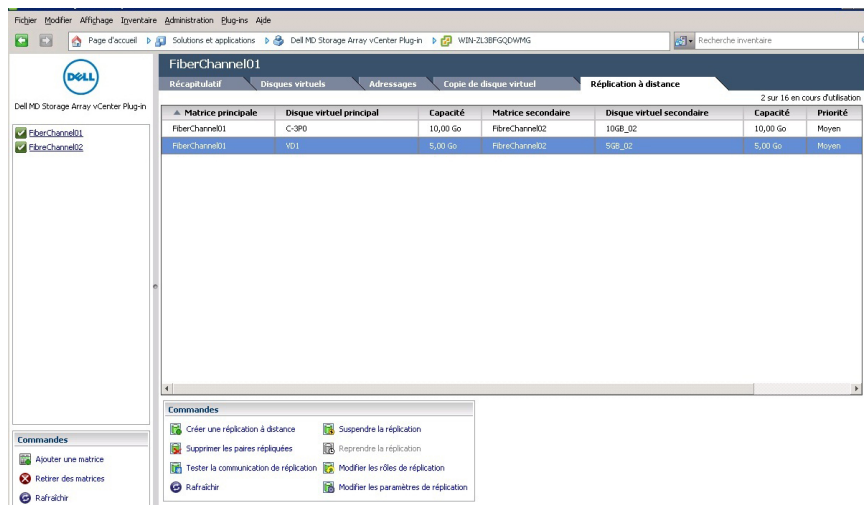 Fichier Modifier Affichage Inventaire Administration Plug-ins Aide
Page d'accueil Solutions et applications Dell MD Storage Array vCenter Plug-in WIN-ZL3BFGQDWMG Recherche inventaire
DELL
Dell MD Storage Array vCenter Plug-in
FiberChannel01
FibreChannel02
FiberChannel01
Récapitulatif Disques virtuels Adressages Copie de disque virtuel Réplication à distance
2 sur 16 en cours d'utilisation
Matrice principale Disque virtuel principal Capacité Matrice secondaire Disque virtuel secondaire Capacité Priorité
FiberChannel01 C-3P0 10,00 Go FibreChannel02 10GB_02 10,00 Go Moyen
FiberChannel01 VD1 5,00 Go FibreChannel02 5GB_02 5,00 Go Moyen
Commandes
Ajouter une matrice
Retirer des matrices
Rafraîchir
Commandes
Créer une réplication à distance Suspendre la réplication
Supprimer les paires répliquées Reprendre la réplication
Tester la communication de réplication Modifier les rôles de réplication
Rafraîchir Modifier les paramètres de réplication